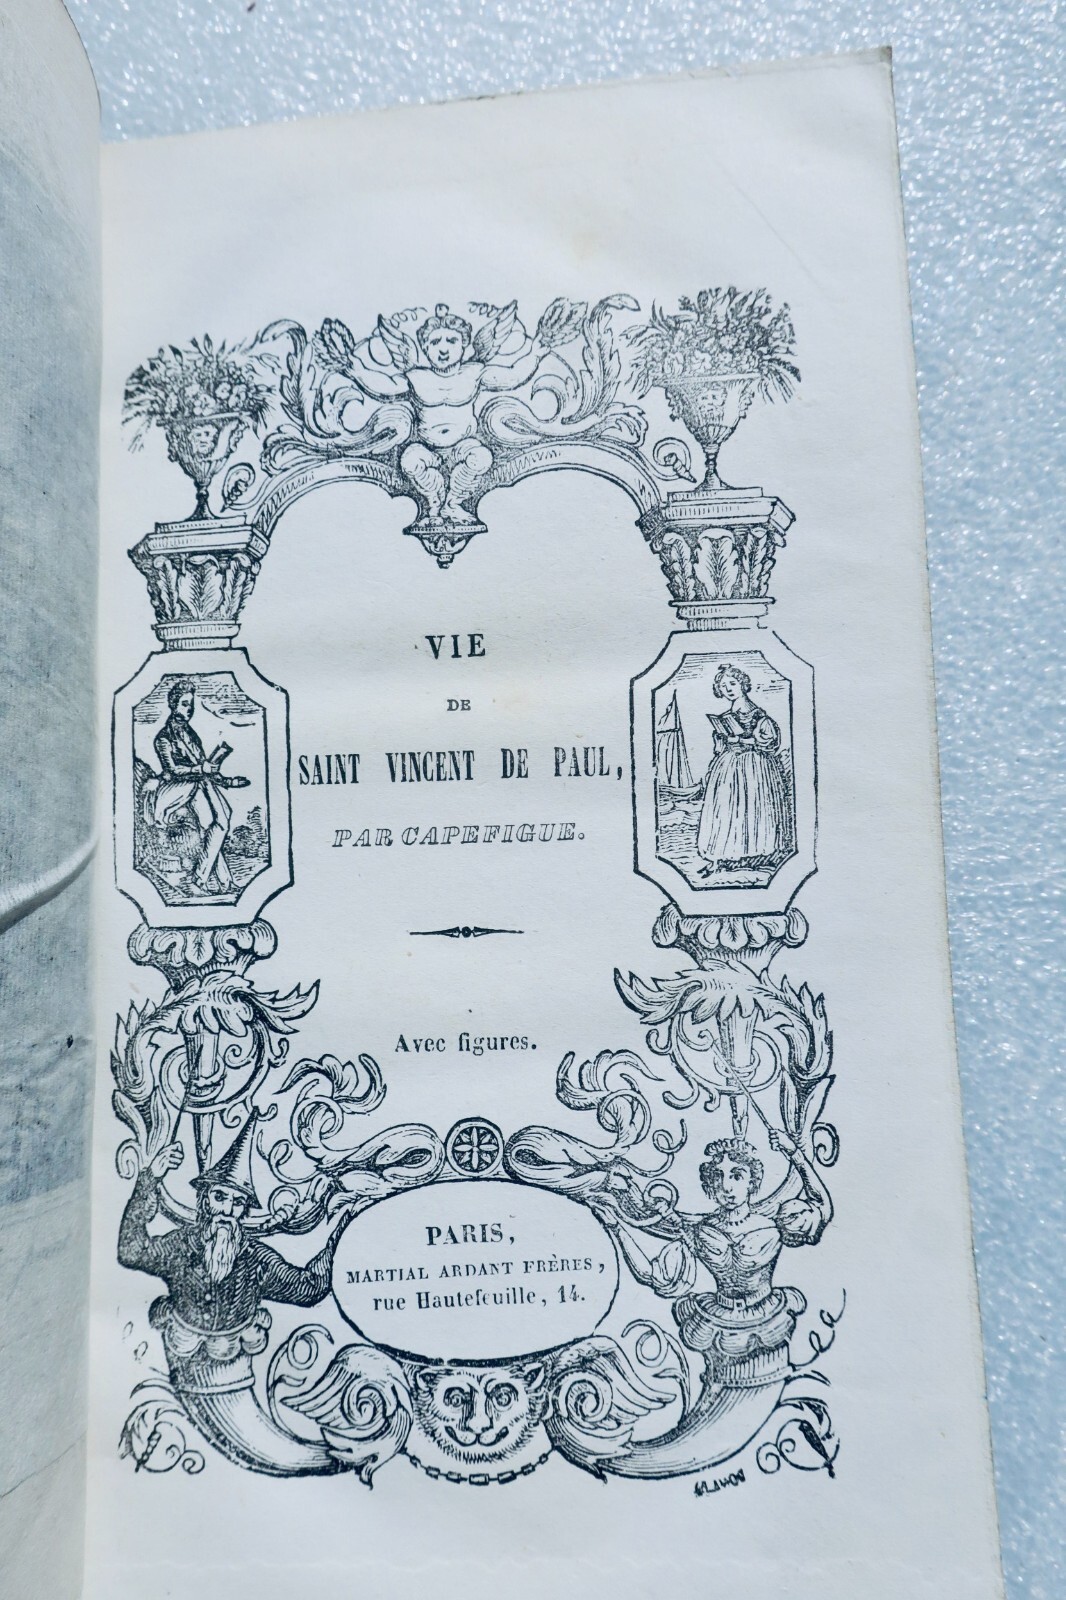 VIE
DE
SAINT VINCENT DE PAUL,
PAR CAPEFIGUE.
Avec figures.
PARIS,
MARTIAL ARDANT FRÈRES,
rue Hautefeuille, 14.